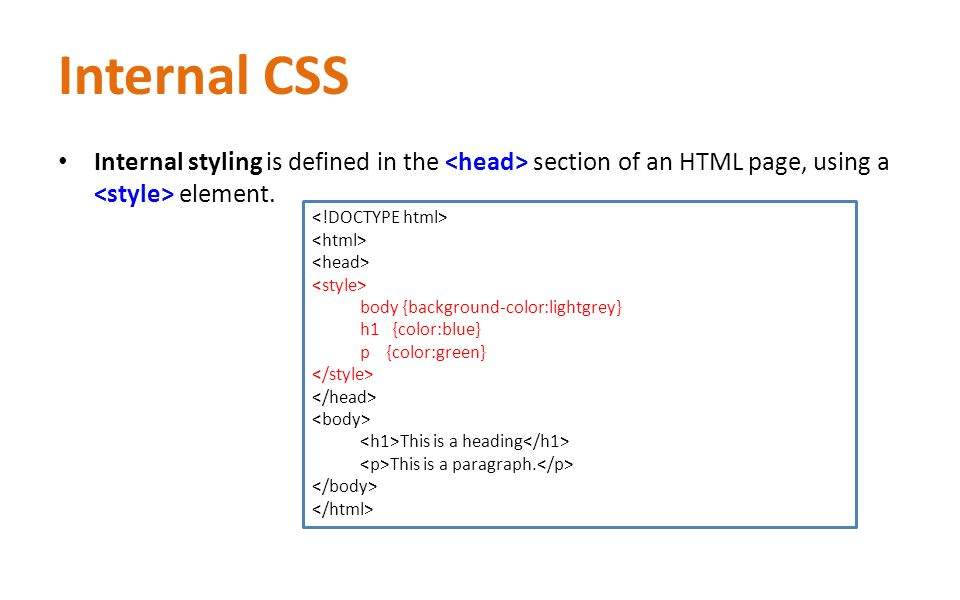 Internal CSS
• Internal styling is defined in the <head> section of an HTML page, using a
<style> element.
<!DOCTYPE html>
<html>
<head>
<style>
body {background-color:lightgrey}
h1 {color:blue}
p {color:green}
</style>
</head>
<body>
<h1>This is a heading</h1>
<p>This is a paragraph.</p>
</body>
</html>